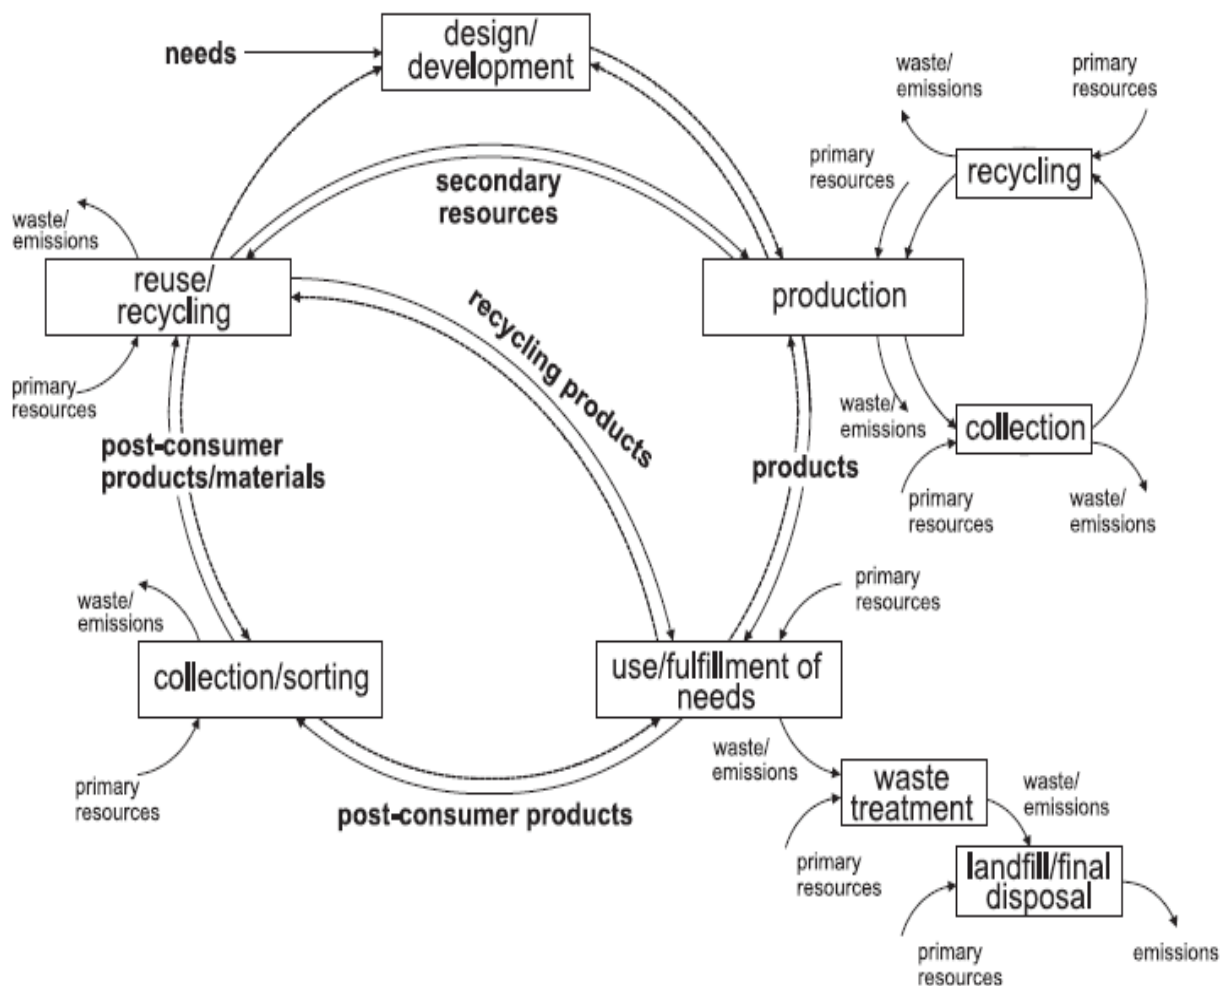 design/
development
needs
waste/
emissions
primary
resources
recycling
primary
resources
secondary
resources
waste/
emissions
reuse/
recycling
production
primary
resources
recycling products
waste/
emissions
collection
post-consumer
products/materials
products
primary
resources
waste/
emissions
primary
resources
waste/
emissions
collection/sorting
use/fulfillment of
needs
primary
resources
waste/
emissions
post-consumer products
waste
treatment
waste/
emissions
primary
resources
landfill/final
disposal
primary
resources
emissions